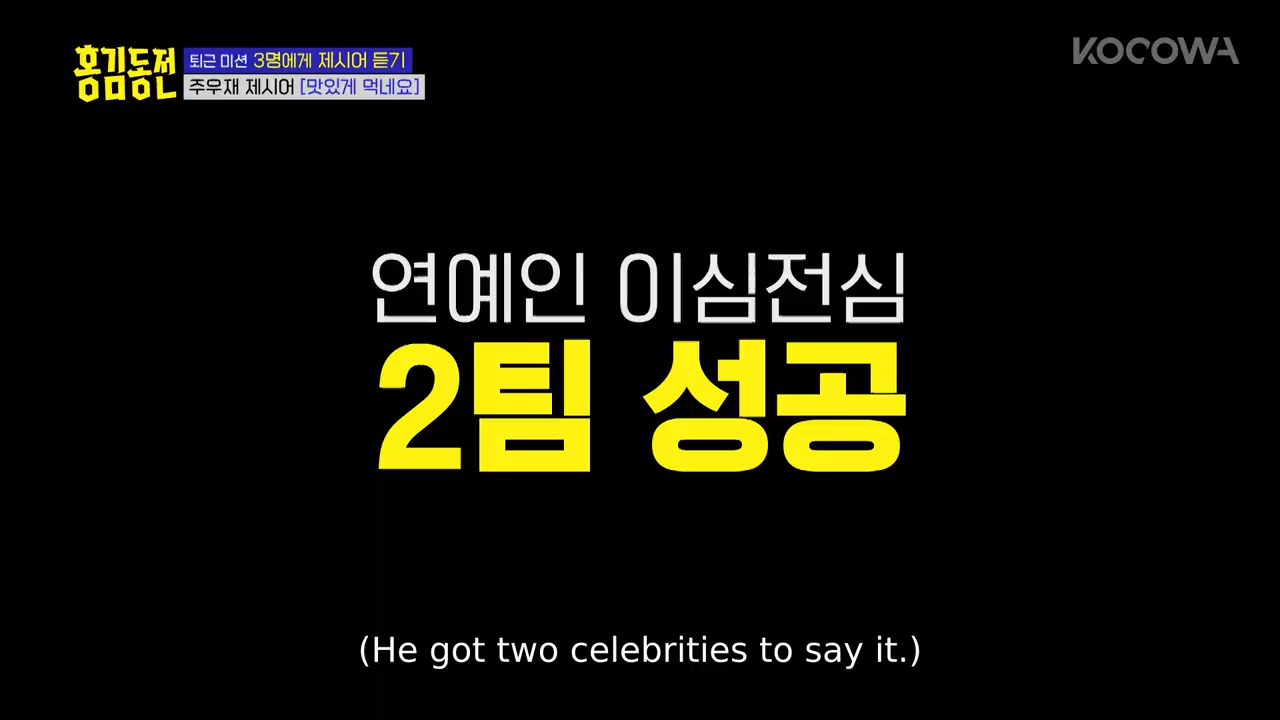 홍김동전
퇴근 미션 3명에게 제시어 듣기
주우재 제시어 [맛있게 먹네요]
KOCOWA
연예인 이심전심
2팀 성공
(He got two celebrities to say it.)